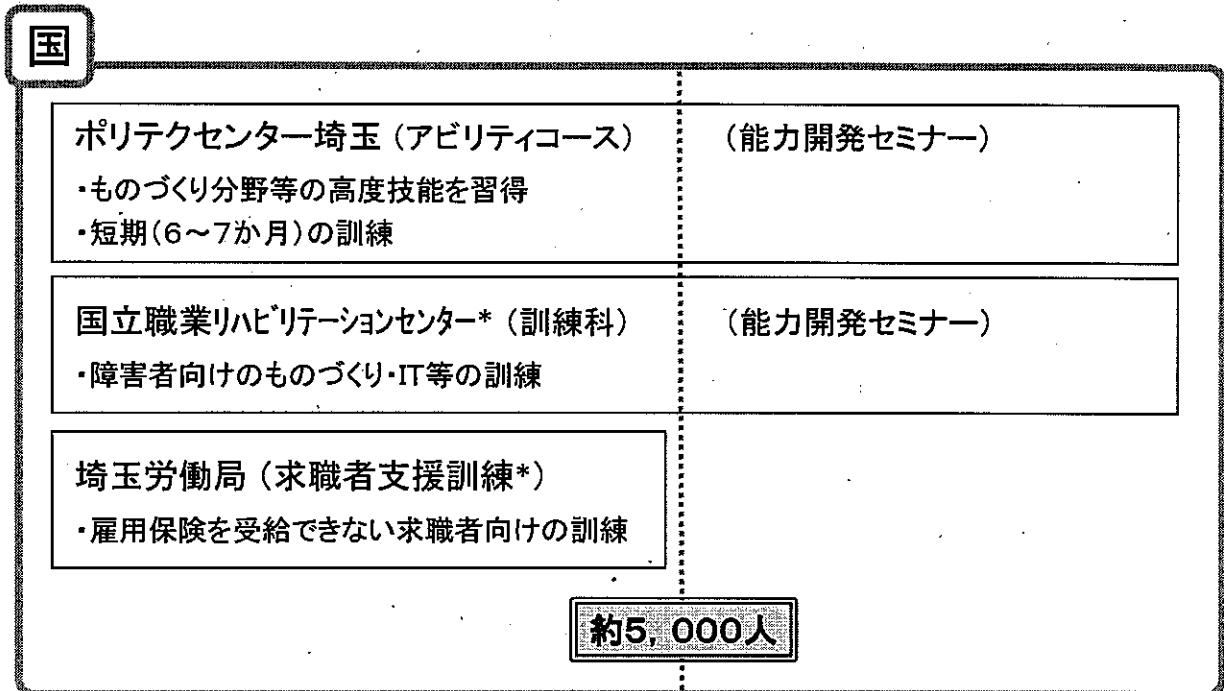 国
ポリテクセンター埼玉（アビリティコース）
（能力開発セミナー）
・ものづくり分野等の高度技能を習得
・短期（6～7か月）の訓練
国立職業ﾘﾊﾋﾞﾘﾃｰｼｮﾝｾﾝﾀｰ*（訓練科）
（能力開発セミナー）
・障害者向けのものづくり・IT等の訓練
埼玉労働局（求職者支援訓練*）
・雇用保険を受給できない求職者向けの訓練
約5，000人